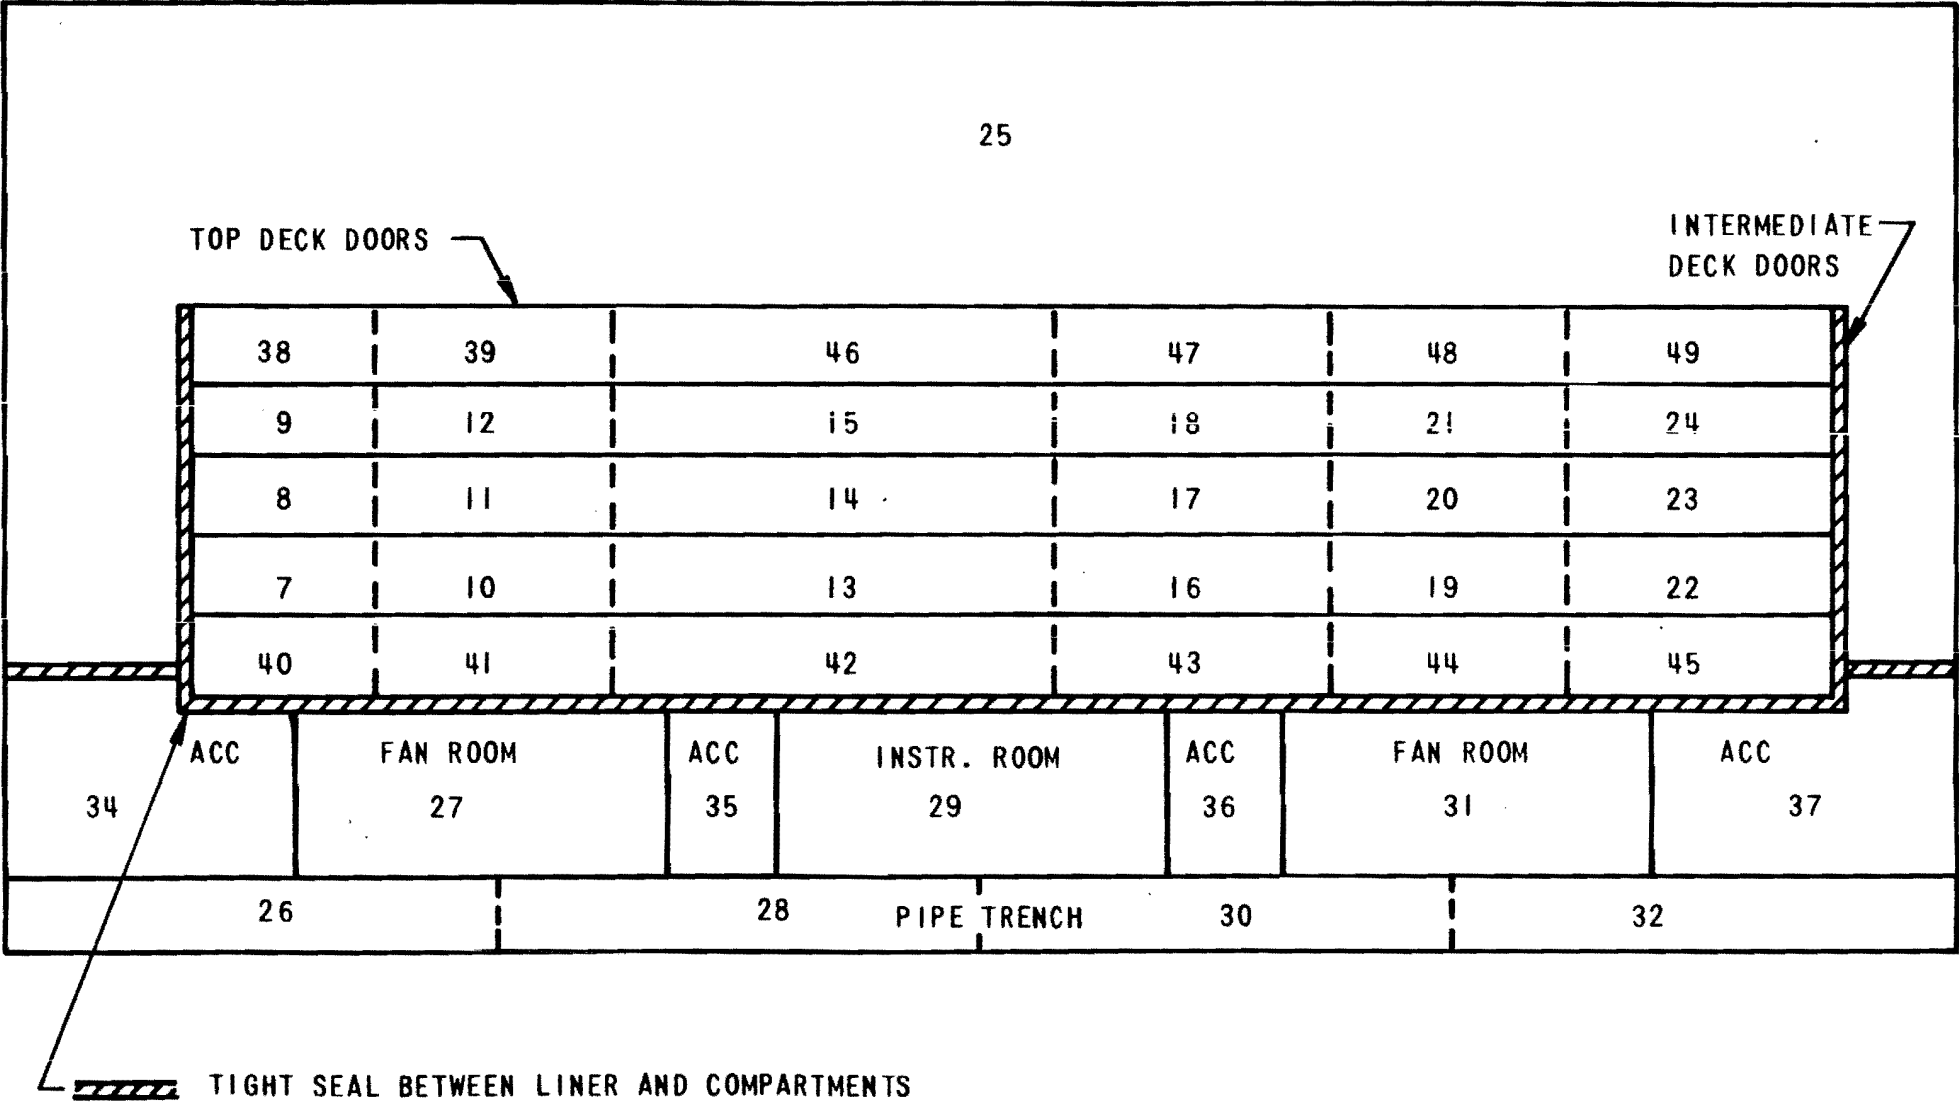 25
TOP DECK DOORS
INTERMEDIATE
DECK DOORS
38 39 46 47 48 49
9 12 15 18 21 24
8 11 14 17 20 23
7 10 13 16 19 22
40 41 42 43 44 45
ACC FAN ROOM ACC INSTR. ROOM ACC FAN ROOM ACC
34 27 35 29 36 31 37
26 28 PIPE TRENCH 30 32
TIGHT SEAL BETWEEN LINER AND COMPARTMENTS